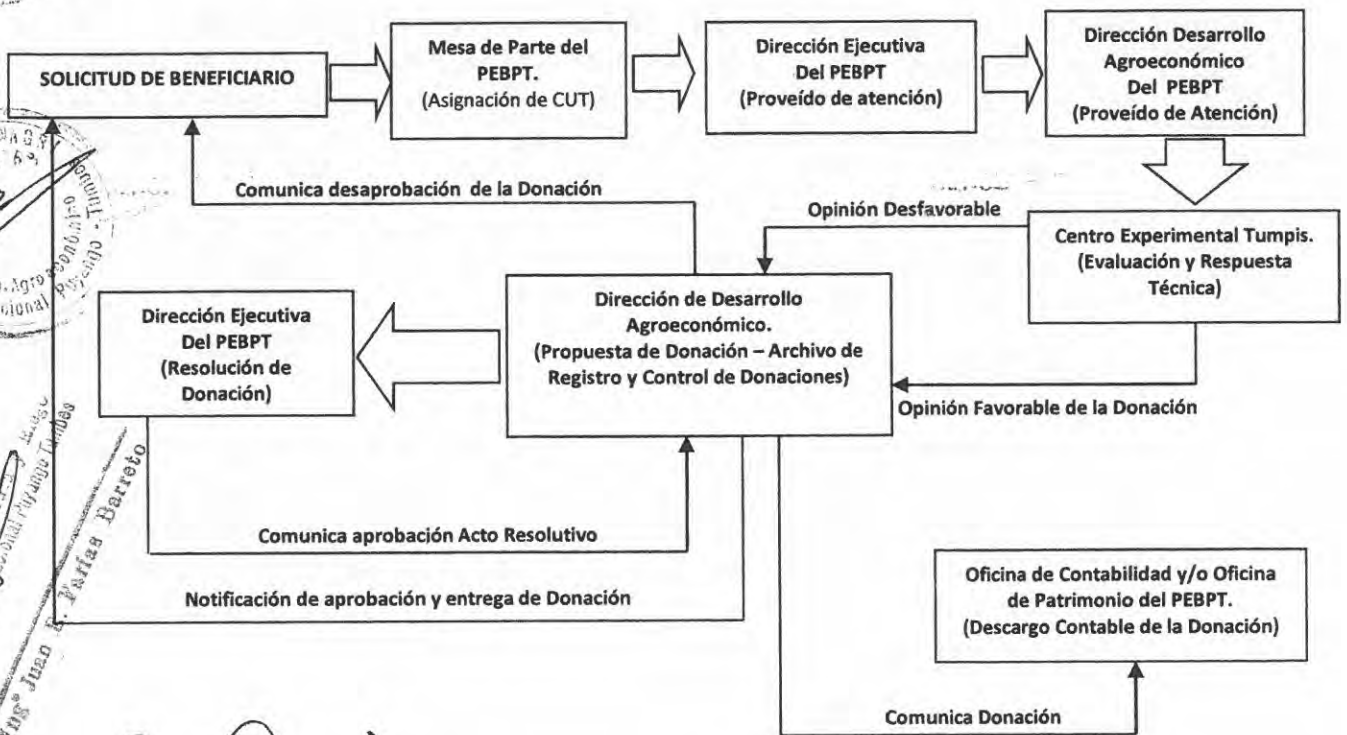 SOLICITUD DE BENEFICIARIO
Mesa de Parte del
PEBPT.
(Asignación de CUT)
Dirección Ejecutiva
Del PEBPT
(Proveído de atención)
Dirección Desarrollo
Agroeconómico
Del PEBPT
(Proveído de Atención)
Comunica desaprobación de la Donación
Opinión Desfavorable
Centro Experimental Tumpis.
(Evaluación y Respuesta
Técnica)
Dirección Ejecutiva
Del PEBPT
(Resolución de
Donación)
Dirección de Desarrollo
Agroeconómico.
(Propuesta de Donación – Archivo de
Registro y Control de Donaciones)
Opinión Favorable de la Donación
Comunica aprobación Acto Resolutivo
Notificación de aprobación y entrega de Donación
Oficina de Contabilidad y/o Oficina
de Patrimonio del PEBPT.
(Descargo Contable de la Donación)
Comunica Donación
Juan E. Farías Barreto